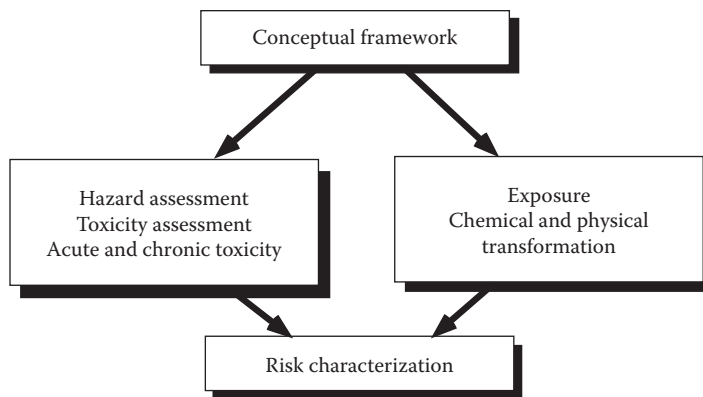 Conceptual framework
Hazard assessment
Toxicity assessment
Acute and chronic toxicity
Exposure
Chemical and physical
transformation
Risk characterization